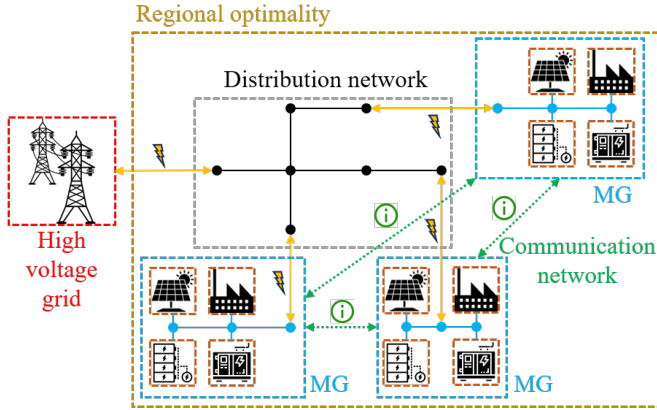 Regional optimality
Distribution network
MG
High
voltage
grid
Communication
network
MG
MG